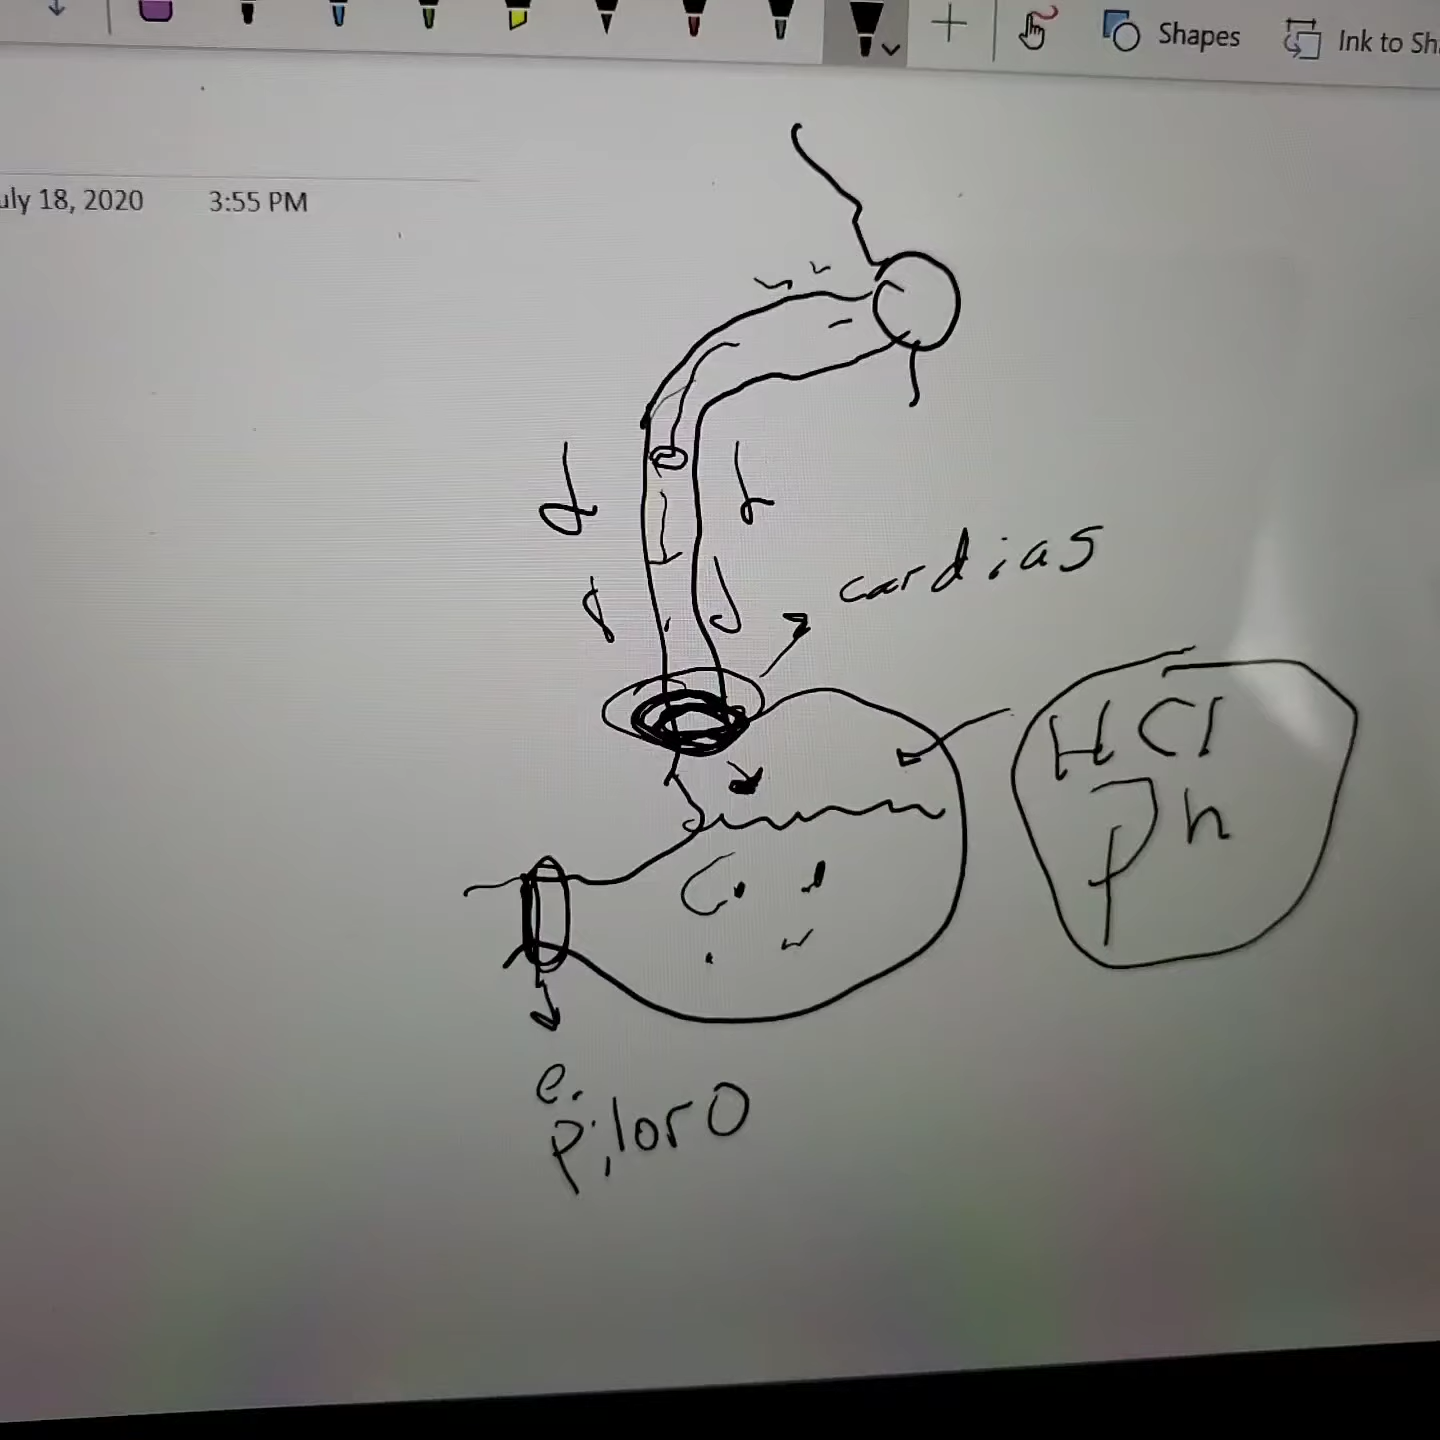 Shapes
Ink to Sh
uly 18, 2020 3:55 PM
cardias
HCl
Ph
e.
piloro